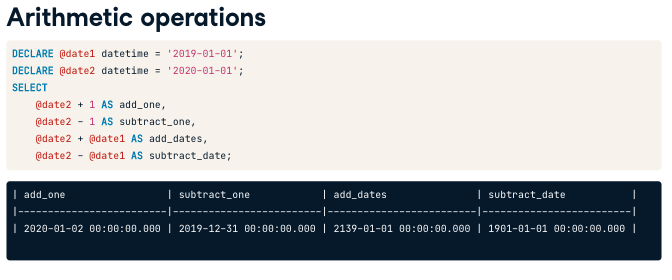 Arithmetic operations
DECLARE @date1 datetime = '2019-01-01';
DECLARE @date2 datetime = '2020-01-01';
SELECT
    @date2 + 1 AS add_one,
    @date2 - 1 AS subtract_one,
    @date2 + @date1 AS add_dates,
    @date2 - @date1 AS subtract_date;
| add_one                 | subtract_one            | add_dates               | subtract_date           |
|-------------------------|-------------------------|-------------------------|-------------------------|
| 2020-01-02 00:00:00.000 | 2019-12-31 00:00:00.000 | 2139-01-01 00:00:00.000 | 1901-01-01 00:00:00.000 |